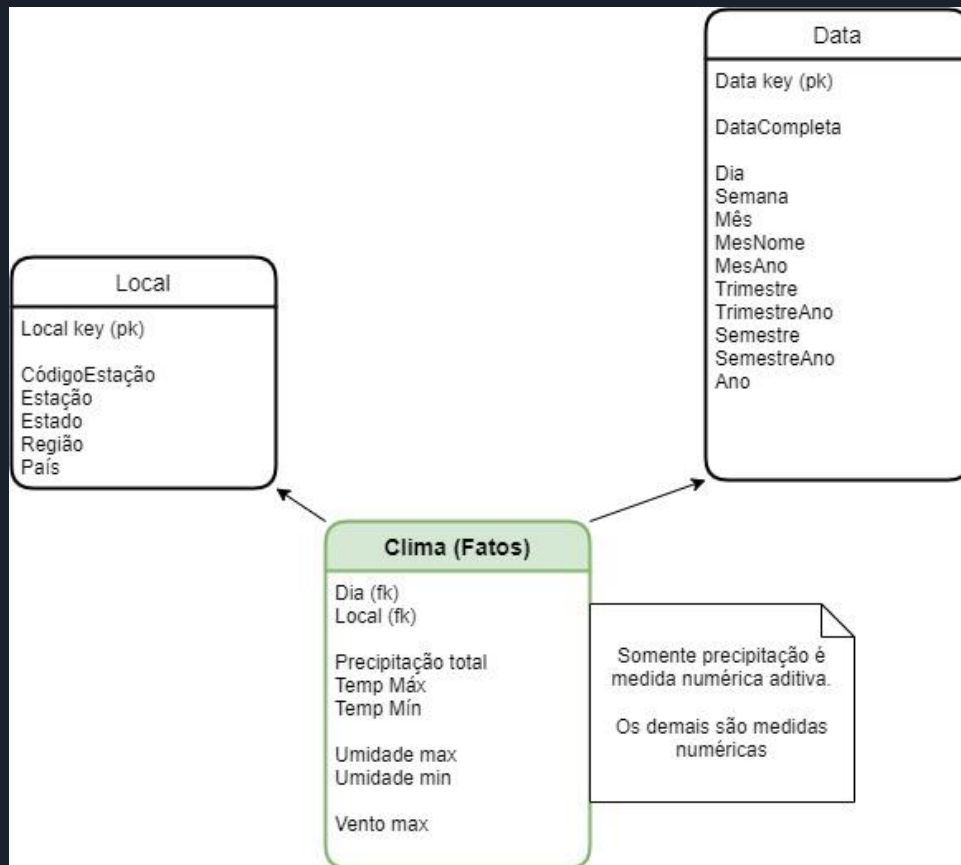 Data
Data key (pk)
DataCompleta
Dia
Semana
Mês
MesNome
MesAno
Trimestre
TrimestreAno
Semestre
SemestreAno
Ano
Local
Local key (pk)
CódigoEstação
Estação
Estado
Região
País
Clima (Fatos)
Dia (fk)
Local (fk)
Precipitação total
Temp Máx
Temp Mín
Umidade max
Umidade min
Vento max
Somente precipitação é
medida numérica aditiva.
Os demais são medidas
numéricas